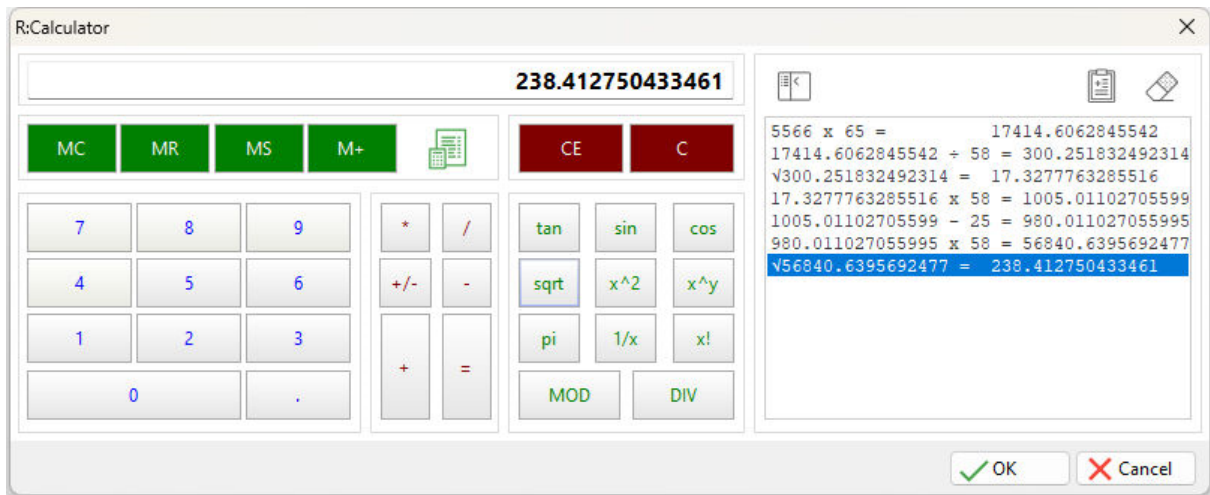 R:Calculator
238.412750433461
MC MR MS M+ CE C
7 8 9 * / tan sin cos
4 5 6 +/- - sqrt x^2 x^y
1 2 3 + = pi 1/x x!
0 . MOD DIV
5566 x 65 = 17414.6062845542
17414.6062845542 ÷ 58 = 300.251832492314
√300.251832492314 = 17.3277763285516
17.3277763285516 x 58 = 1005.01102705599
1005.01102705599 - 25 = 980.011027055995
980.011027055995 x 58 = 56840.6395692477
√56840.6395692477 = 238.412750433461
OK Cancel